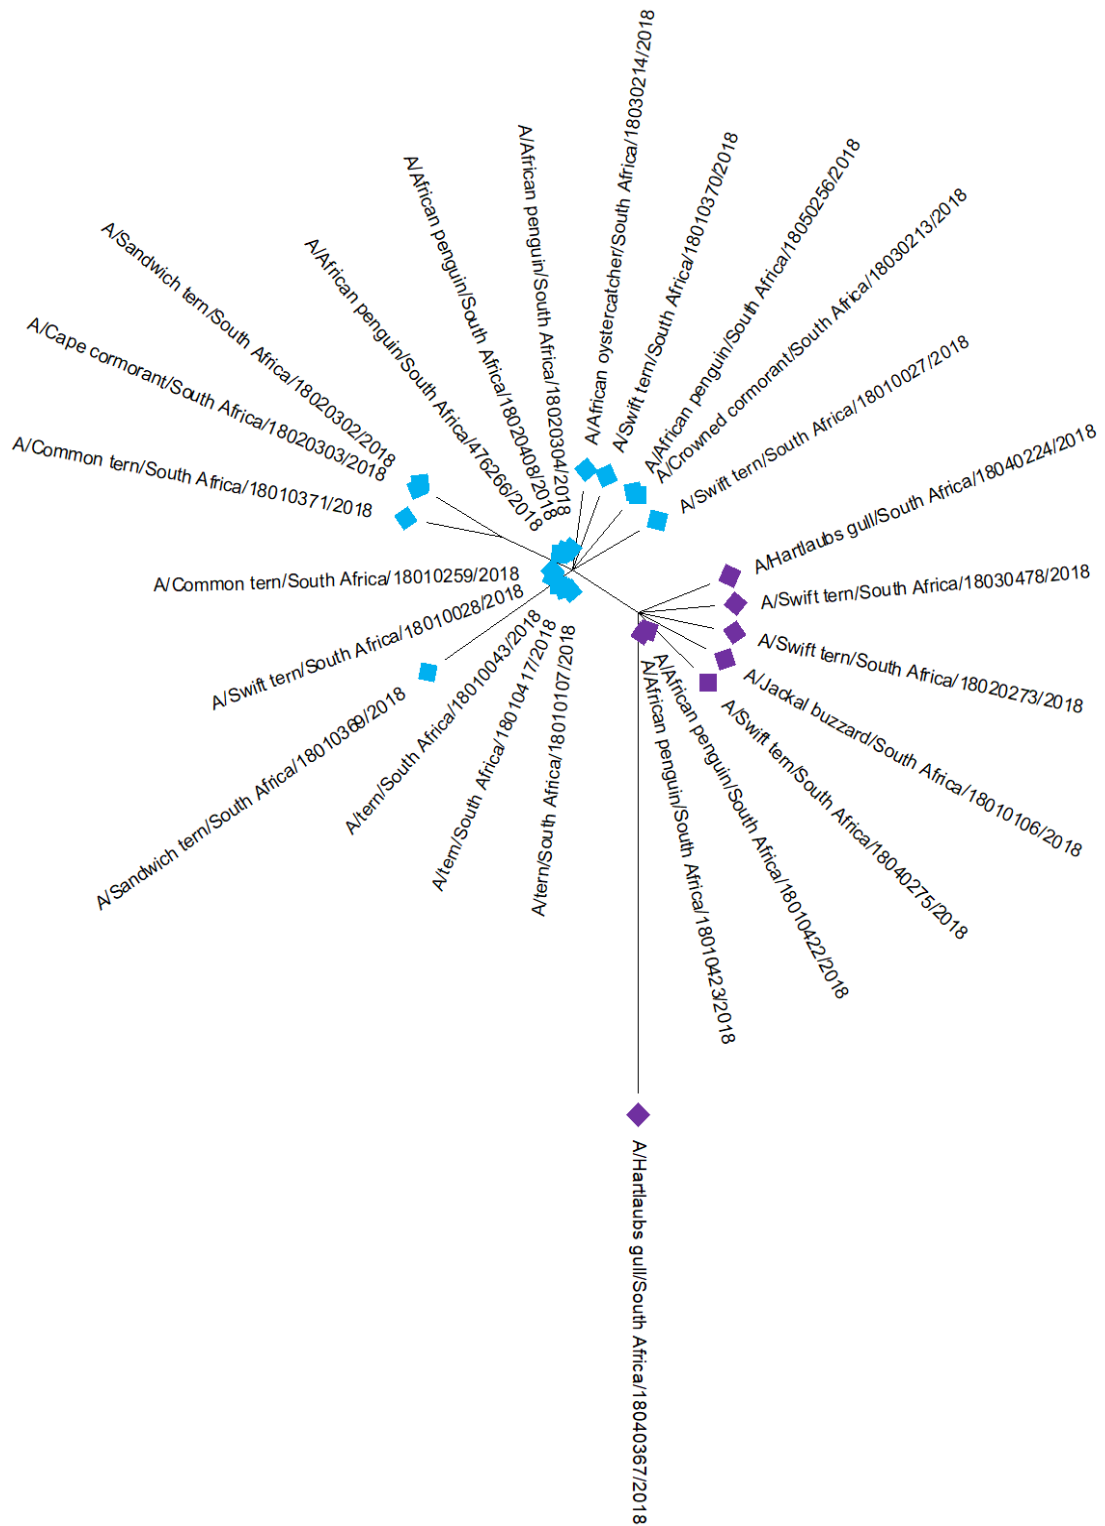 A/African oystercatcher/South Africa/18030214/2018
A/Swift tern/South Africa/18010370/2018
A/African penguin/South Africa/18050256/2018
A/Crowned cormorant/South Africa/18030213/2018
A/Swift tern/South Africa/18010027/2018
A/Hartlaubs gull/South Africa/18040224/2018
A/Swift tern/South Africa/18030478/2018
A/Swift tern/South Africa/18020273/2018
A/Jackal buzzard/South Africa/18010106/2018
A/Swift tern/South Africa/18040275/2018
A/African penguin/South Africa/18010422/2018
A/African penguin/South Africa/18010423/2018
A/Hartlaubs gull/South Africa/18040367/2018
A/tern/South Africa/18010107/2018
A/tern/South Africa/18010417/2018
A/tern/South Africa/18010043/2018
A/Sandwich tern/South Africa/18010369/2018
A/Swift tern/South Africa/18010028/2018
A/Common tern/South Africa/18010259/2018
A/Common tern/South Africa/18010371/2018
A/Cape cormorant/South Africa/18020303/2018
A/Sandwich tern/South Africa/18020302/2018
A/African penguin/South Africa/476266/2018
A/African penguin/South Africa/18020408/2018
A/African penguin/South Africa/18020304/2018